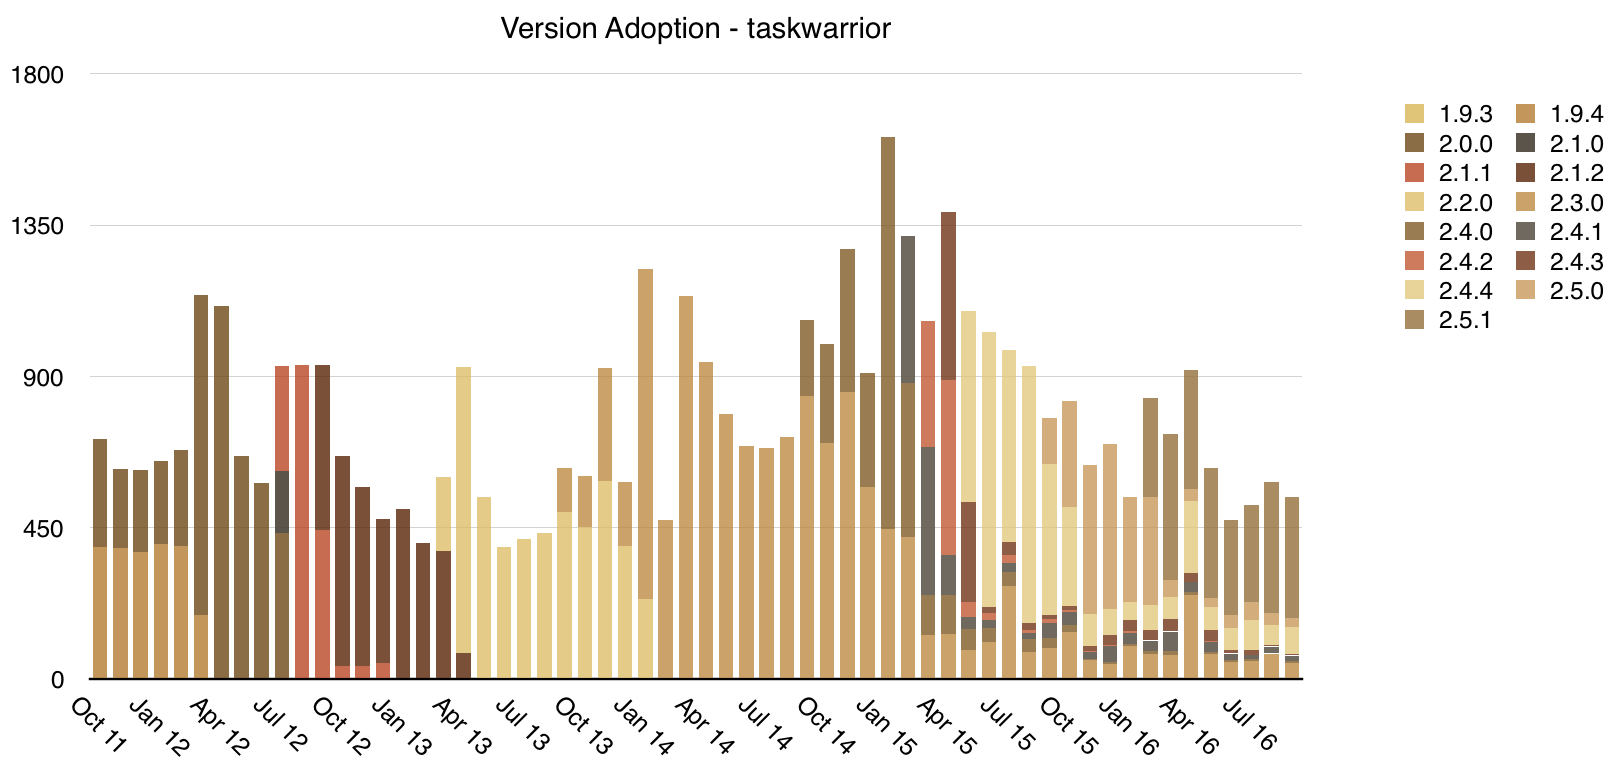 Version Adoption - taskwarrior
1800
1350
900
450
0
Oct 11
Jan 12
Apr 12
Jul 12
Oct 12
Jan 13
Apr 13
Jul 13
Oct 13
Jan 14
Apr 14
Jul 14
Oct 14
Jan 15
Apr 15
Jul 15
Oct 15
Jan 16
Apr 16
Jul 16
1.9.3 1.9.4
2.0.0 2.1.0
2.1.1 2.1.2
2.2.0 2.3.0
2.4.0 2.4.1
2.4.2 2.4.3
2.4.4 2.5.0
2.5.1